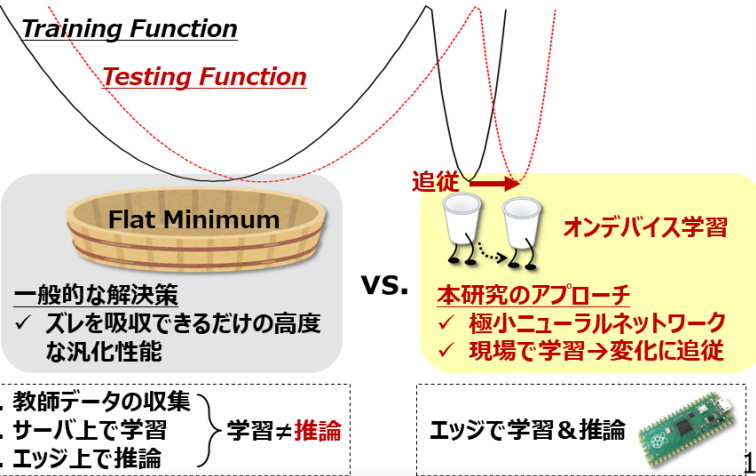 Training Function
Testing Function
追従
Flat Minimum
オンデバイス学習
一般的な解決策
✓ ズレを吸収できるだけの高度
な汎化性能
vs.
本研究のアプローチ
✓ 極小ニューラルネットワーク
✓ 現場で学習→変化に追従
. 教師データの収集
. サーバ上で学習
. エッジ上で推論
学習≠推論
エッジで学習&推論
1